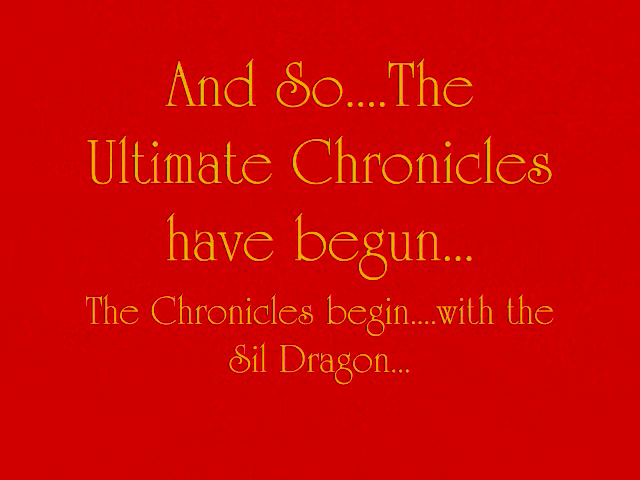 And So....The
Ultimate Chronicles
have begun...
The Chronicles begin....with the
Sil Dragon...